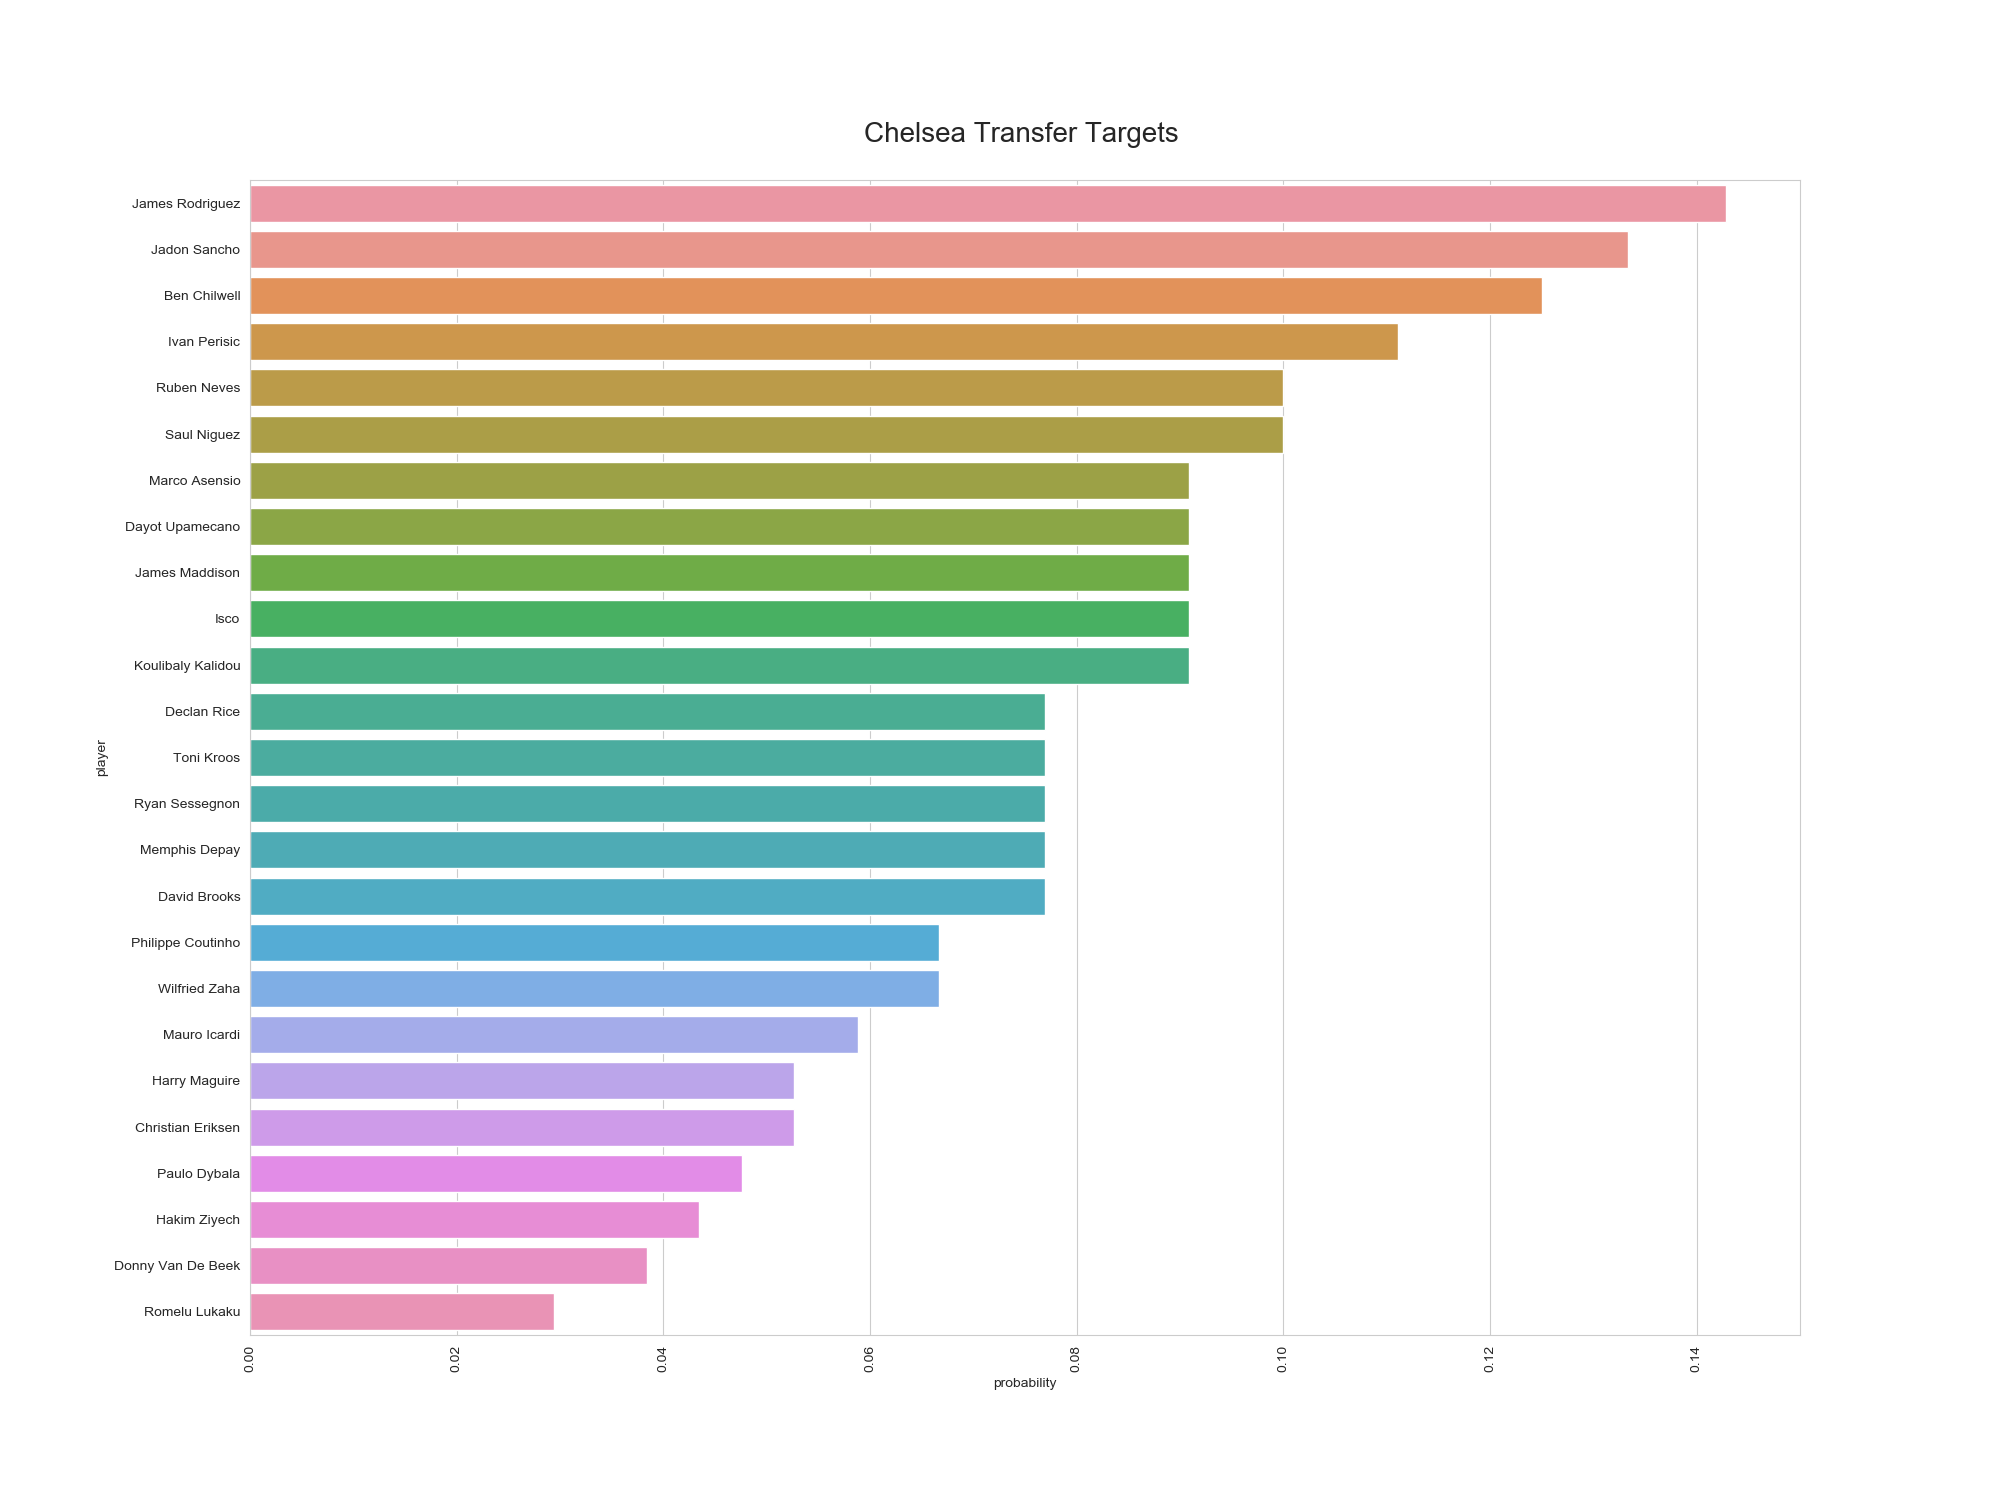 Chelsea Transfer Targets
James Rodriguez
Jadon Sancho
Ben Chilwell
Ivan Perisic
Ruben Neves
Saul Niguez
Marco Asensio
Dayot Upamecano
James Maddison
Isco
Koulibaly Kalidou
Declan Rice
Toni Kroos
Ryan Sessegnon
Memphis Depay
David Brooks
Philippe Coutinho
Wilfried Zaha
Mauro Icardi
Harry Maguire
Christian Eriksen
Paulo Dybala
Hakim Ziyech
Donny Van De Beek
Romelu Lukaku
player
0.00
0.02
0.04
0.06
0.08
0.10
0.12
0.14
probability